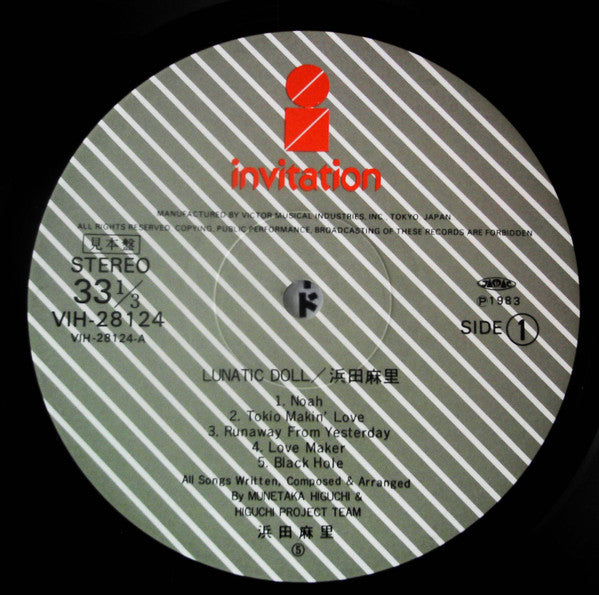 invitation
MANUFACTURED BY VICTOR MUSICAL INDUSTRIES, INC., TOKYO, JAPAN
ALL RIGHTS RESERVED. COPYING, PUBLIC PERFORMANCE, BROADCASTING OF THESE RECORDS ARE FORBIDDEN
見本盤
STEREO
33 1/3
VIH-28124
VIH-28124-A
JASRAC
P1983
SIDE 1
LUNATIC DOLL/浜田麻里
1. Noah
2. Tokio Makin' Love
3. Runaway From Yesterday
4. Love Maker
5. Black Hole
All Songs Written, Composed & Arranged
By MUNETAKA HIGUCHI &
HIGUCHI PROJECT TEAM
浜田麻里
⑤